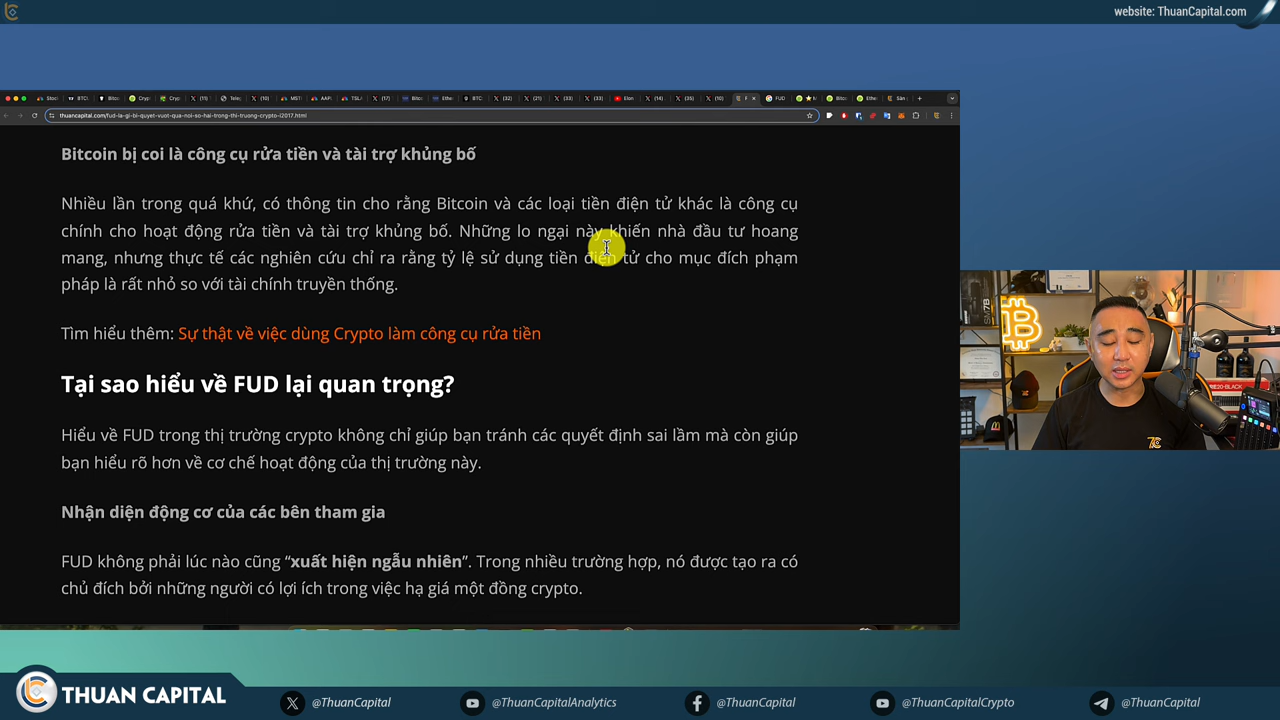 website: ThuanCapital.com
thuancapital.com/fud-la-gi-bi-quyet-vuot-qua-noi-so-hai-trong-thi-truong-crypto-i2017.html
Bitcoin bị coi là công cụ rửa tiền và tài trợ khủng bố
Nhiều lần trong quá khứ, có thông tin cho rằng Bitcoin và các loại tiền điện tử khác là công cụ
chính cho hoạt động rửa tiền và tài trợ khủng bố. Những lo ngại này khiến nhà đầu tư hoang
mang, nhưng thực tế các nghiên cứu chỉ ra rằng tỷ lệ sử dụng tiền điện tử cho mục đích phạm
pháp là rất nhỏ so với tài chính truyền thống.
Tìm hiểu thêm: Sự thật về việc dùng Crypto làm công cụ rửa tiền
Tại sao hiểu về FUD lại quan trọng?
Hiểu về FUD trong thị trường crypto không chỉ giúp bạn tránh các quyết định sai lầm mà còn giúp
bạn hiểu rõ hơn về cơ chế hoạt động của thị trường này.
Nhận diện động cơ của các bên tham gia
FUD không phải lúc nào cũng “xuất hiện ngẫu nhiên”. Trong nhiều trường hợp, nó được tạo ra có
chủ đích bởi những người có lợi ích trong việc hạ giá một đồng crypto.
SM7B
THUAN CAPITAL
@ThuanCapital
@ThuanCapitalAnalytics
@ThuanCapital
@ThuanCapitalCrypto
@ThuanCapital